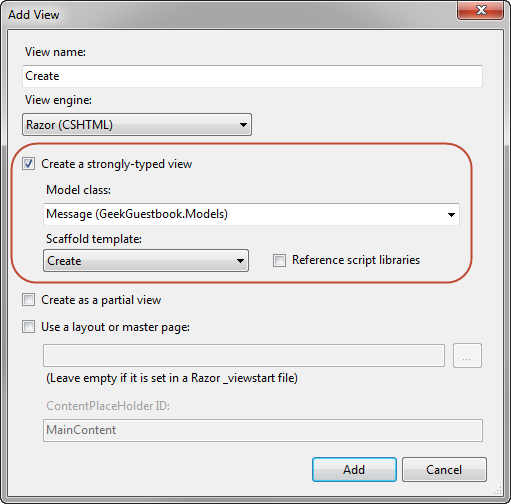 Add View
View name:
Create
View engine:
Razor (CSHTML)
Create a strongly-typed view
Model class:
Message (GeekGuestbook.Models)
Scaffold template:
Create
Reference script libraries
Create as a partial view
Use a layout or master page:
...
(Leave empty if it is set in a Razor _viewstart file)
ContentPlaceHolder ID:
MainContent
Add
Cancel